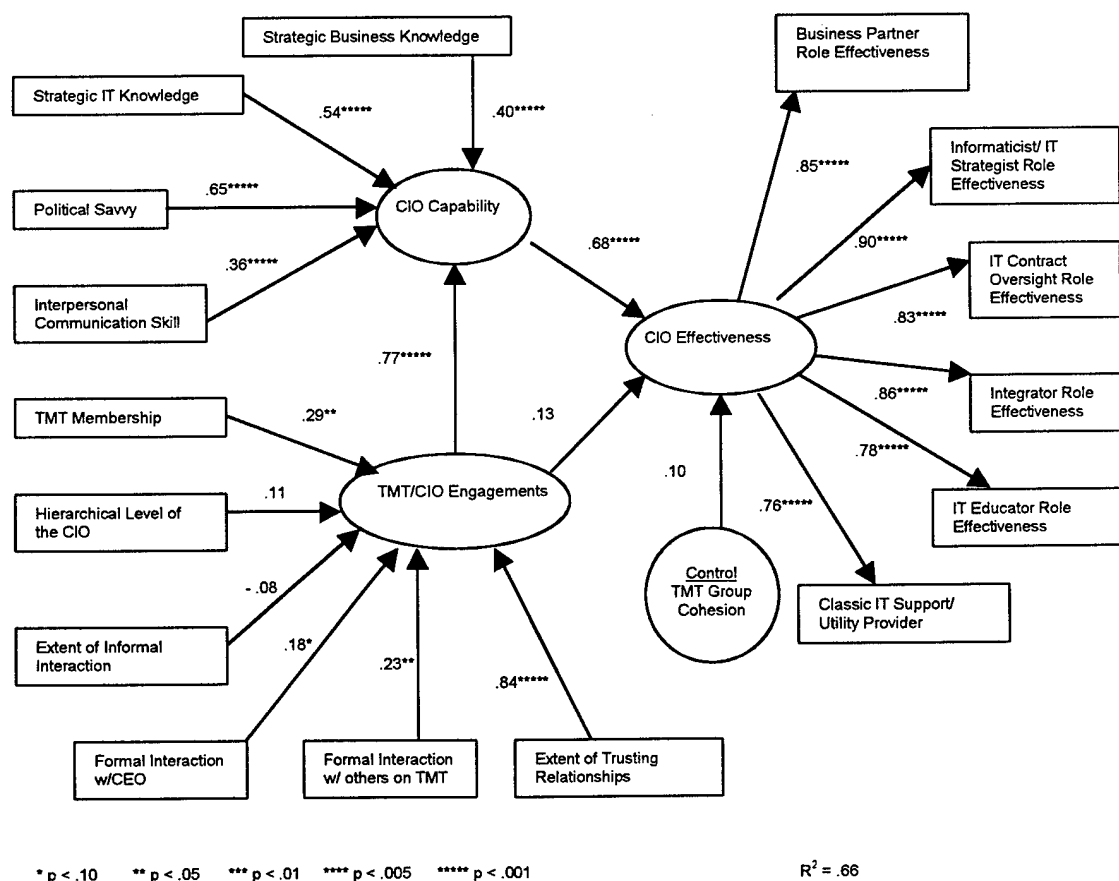 Strategic Business Knowledge
Business Partner
Role Effectiveness
Strategic IT Knowledge
.54*****
.40*****
.85*****
Informaticist/ IT
Strategist Role
Effectiveness
Political Savvy
.65*****
CIO Capability
.68*****
.90*****
.36*****
IT Contract
Oversight Role
Effectiveness
Interpersonal
Communication Skill
.83*****
CIO Effectiveness
.77*****
.86*****
Integrator Role
Effectiveness
TMT Membership
.29**
.13
.78*****
.10
.76*****
TMT/CIO Engagements
Hierarchical Level of
the CIO
.11
IT Educator Role
Effectiveness
- .08
Control
TMT Group
Cohesion
Classic IT Support/
Utility Provider
Extent of Informal
Interaction
.18*
.23**
.84*****
Formal Interaction
w/CEO
Formal Interaction
w/ others on TMT
Extent of Trusting
Relationships
* p < .10 ** p < .05 *** p < .01 **** p < .005 ***** p < .001 R² = .66